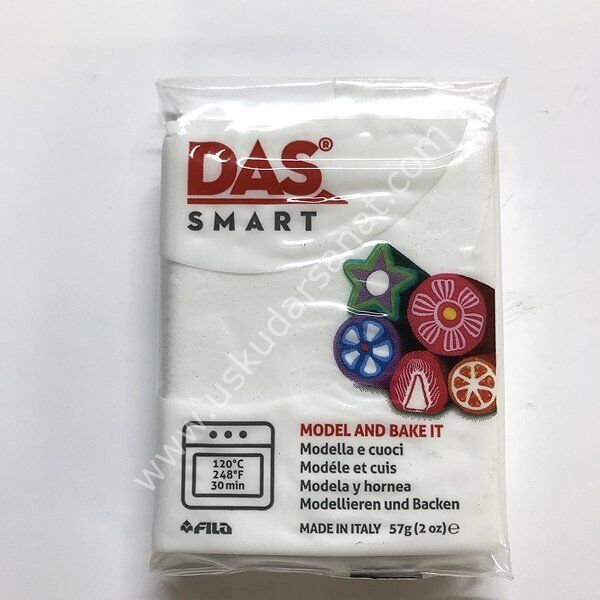 DAS®
SMART
www.uskudarsanat.com
120°C
248°F
30 min
MODEL AND BAKE IT
Modella e cuoci
Modéle et cuis
Modela y hornea
Modellieren und Backen
FILA
MADE IN ITALY 57g (2 oz) ℮